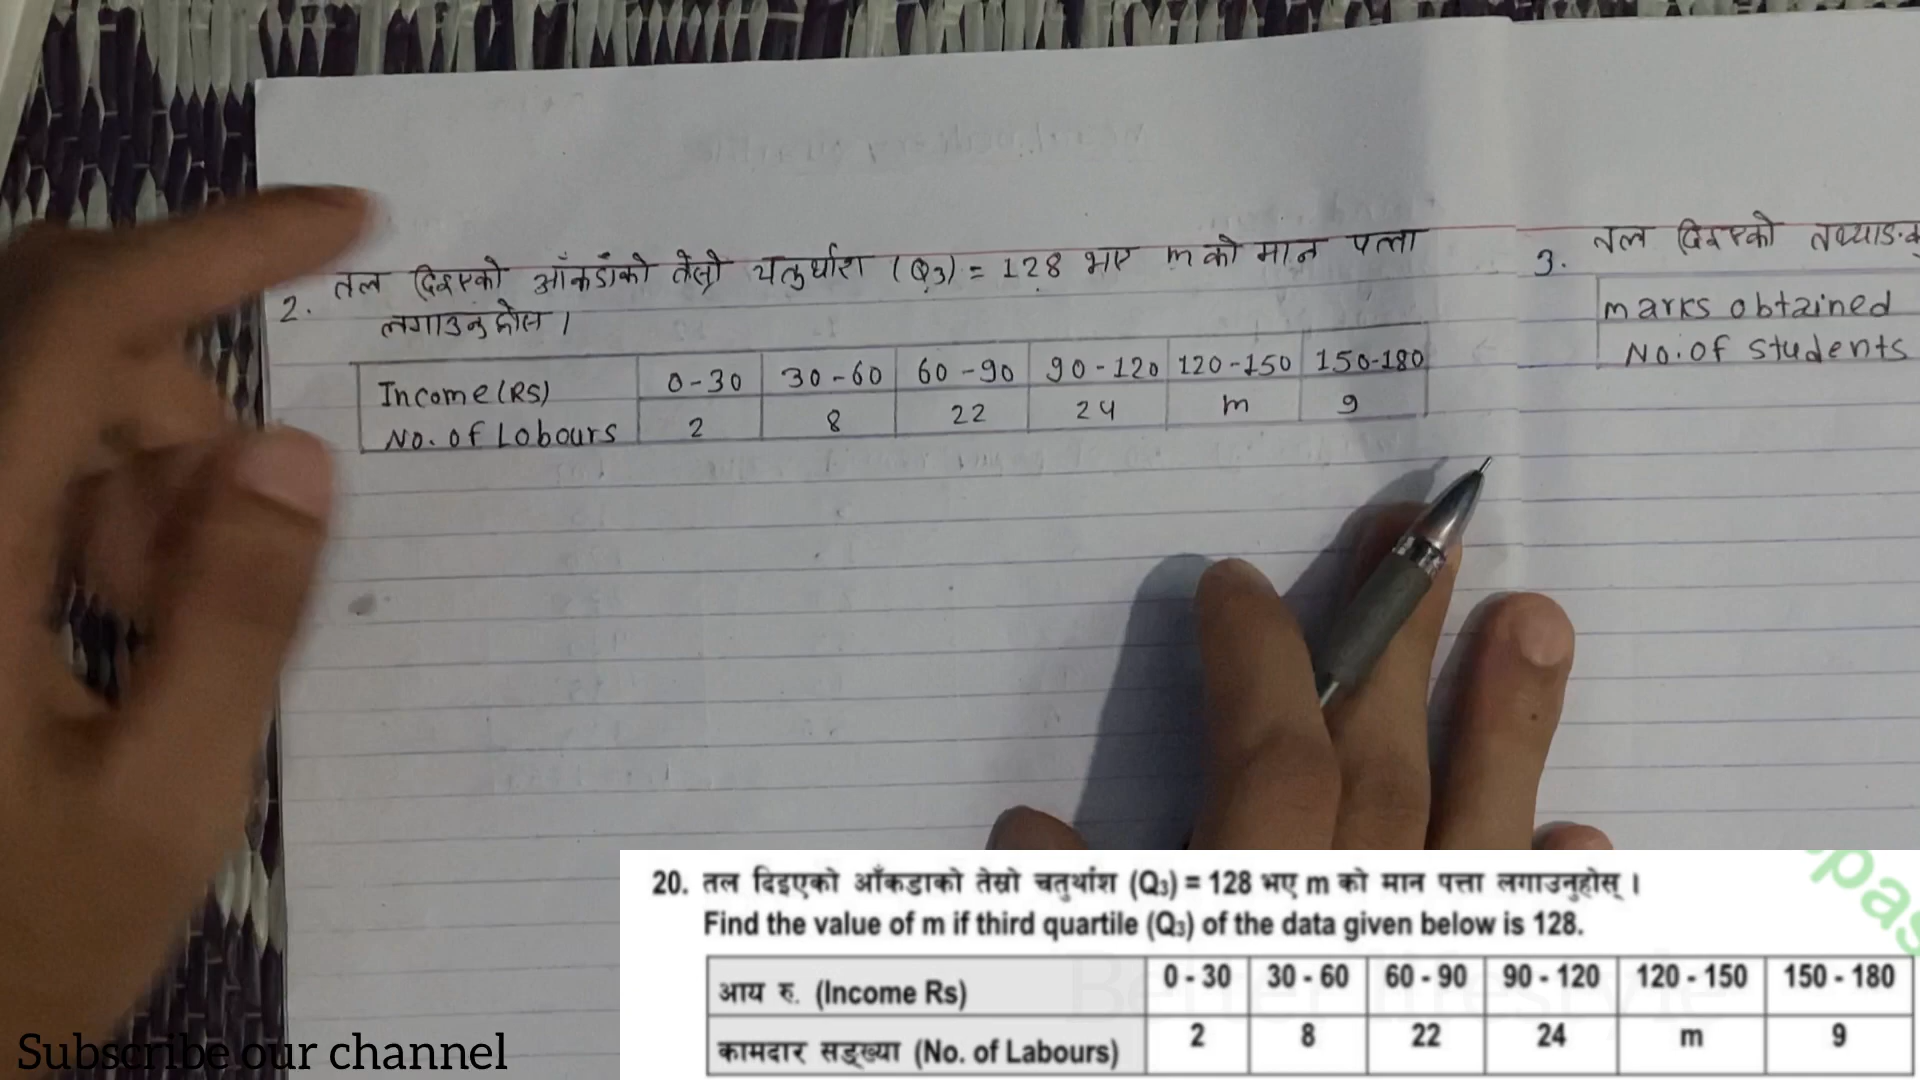 2. तल दिइएको आँकडाँको तेस्रो चतुर्थांश (Q3) = 128 भए m को मान पत्ता
लगाउनुहोस ।
Income(RS) 0-30 30-60 60-90 90-120 120-150 150-180
No. of Lobours 2 8 22 24 m 9
3. तल दिइएको
marks obtained
No. of students
20. तल दिइएको आँकडाको तेस्रो चतुर्थांश (Q₃) = 128 भए m को मान पत्ता लगाउनुहोस् ।
Find the value of m if third quartile (Q₃) of the data given below is 128.
आय रु. (Income Rs) 0 - 30 30 - 60 60 - 90 90 - 120 120 - 150 150 - 180
कामदार सङ्ख्या (No. of Labours) 2 8 22 24 m 9
Subscribe our channel